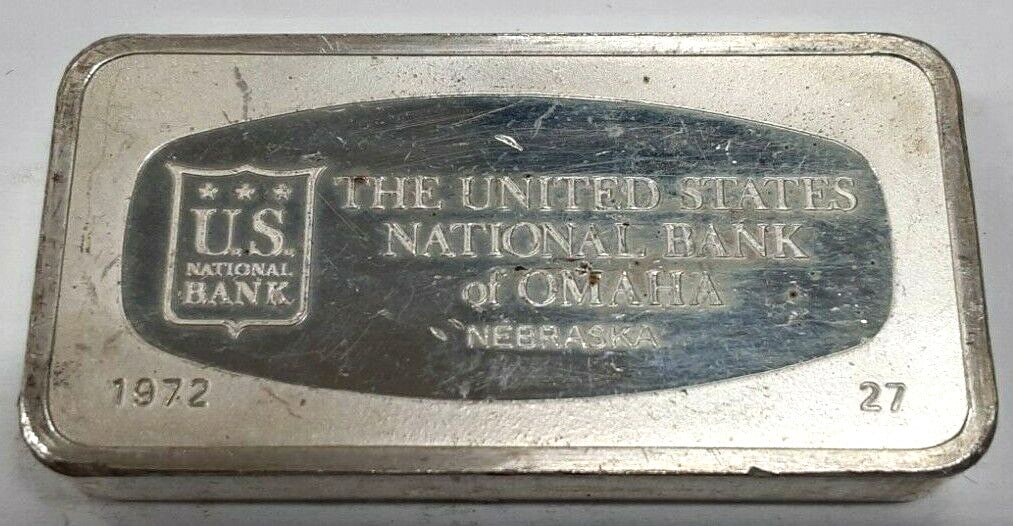 U.S.
NATIONAL
BANK
THE UNITED STATES
NATIONAL BANK
of OMAHA
NEBRASKA
1972
27